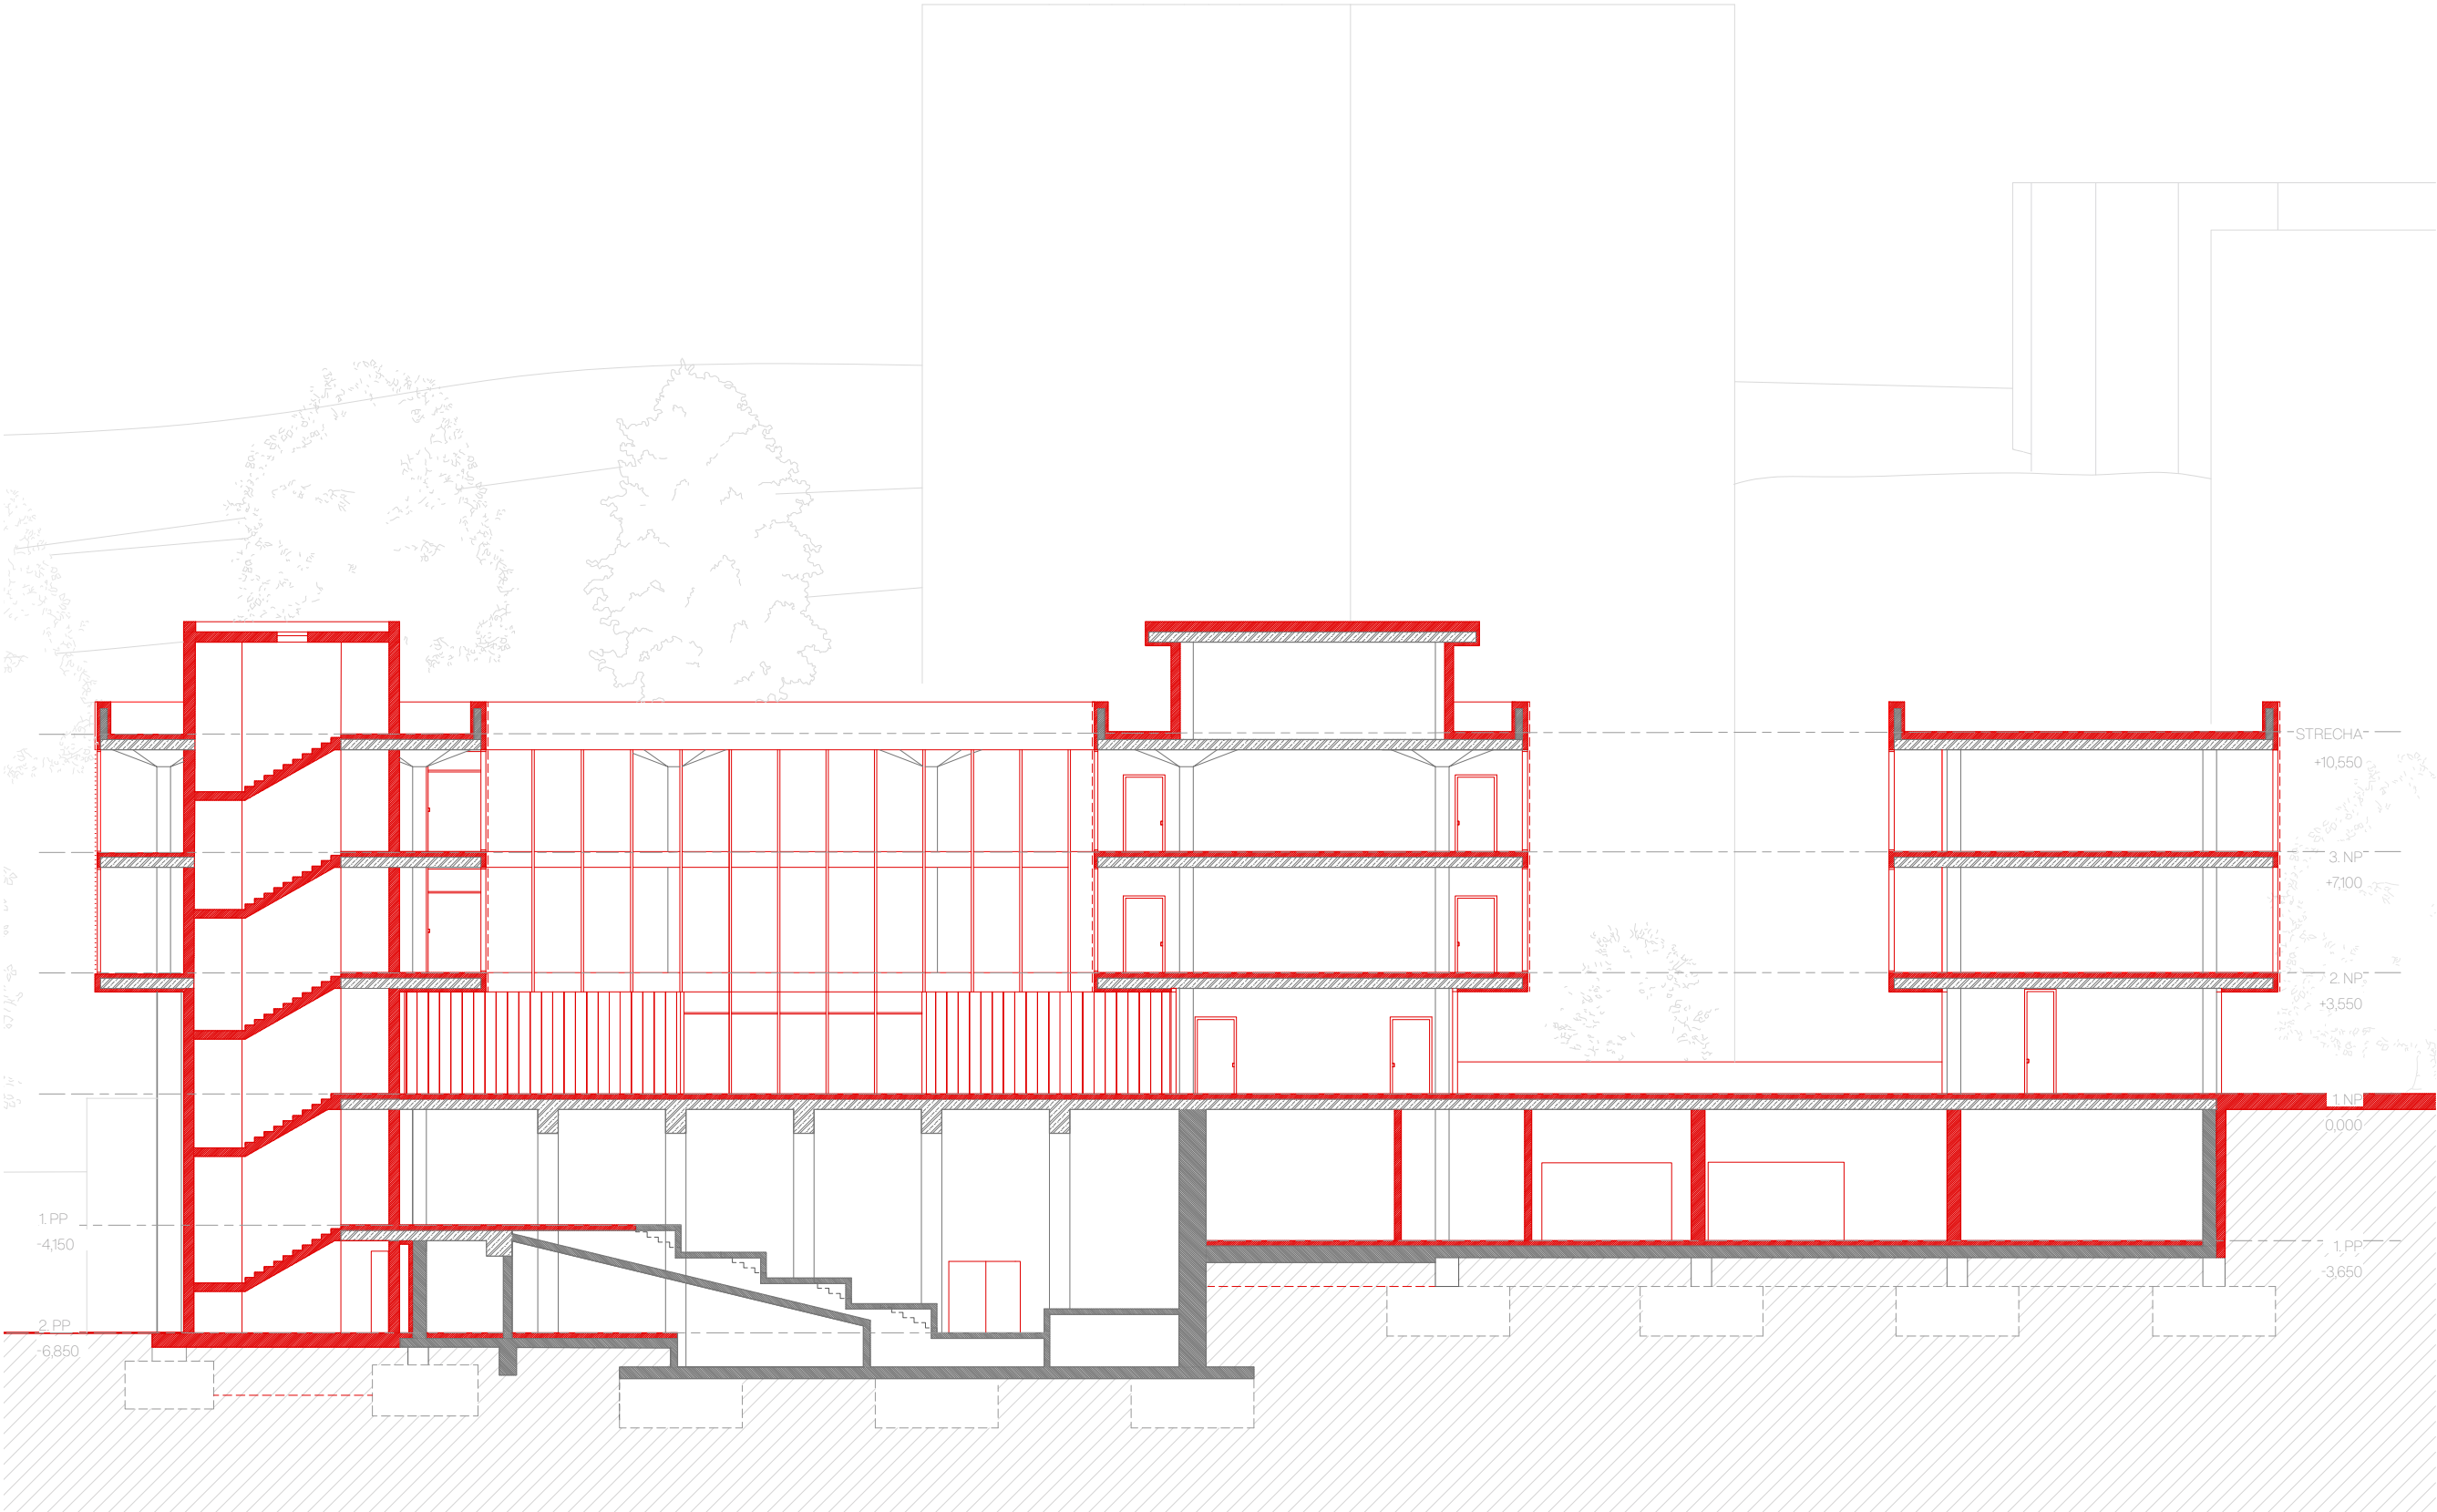 STRECHA
+10,550
3. NP
+7,100
2. NP
+3,550
1. NP
0,000
1. PP
-4,150
1. PP
-3,650
2. PP
-6,850